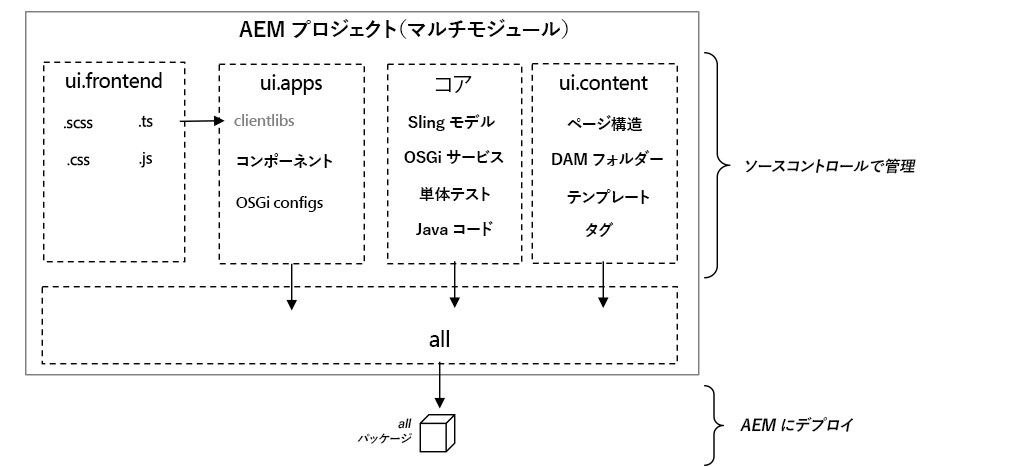 AEM プロジェクト（マルチモジュール）
ui.frontend
.scss .ts
.css .js
ui.apps
clientlibs
コンポーネント
OSGi configs
コア
Sling モデル
OSGi サービス
単体テスト
Java コード
ui.content
ページ構造
DAM フォルダー
テンプレート
タグ
ソースコントロールで管理
all
all
パッケージ
AEM にデプロイ